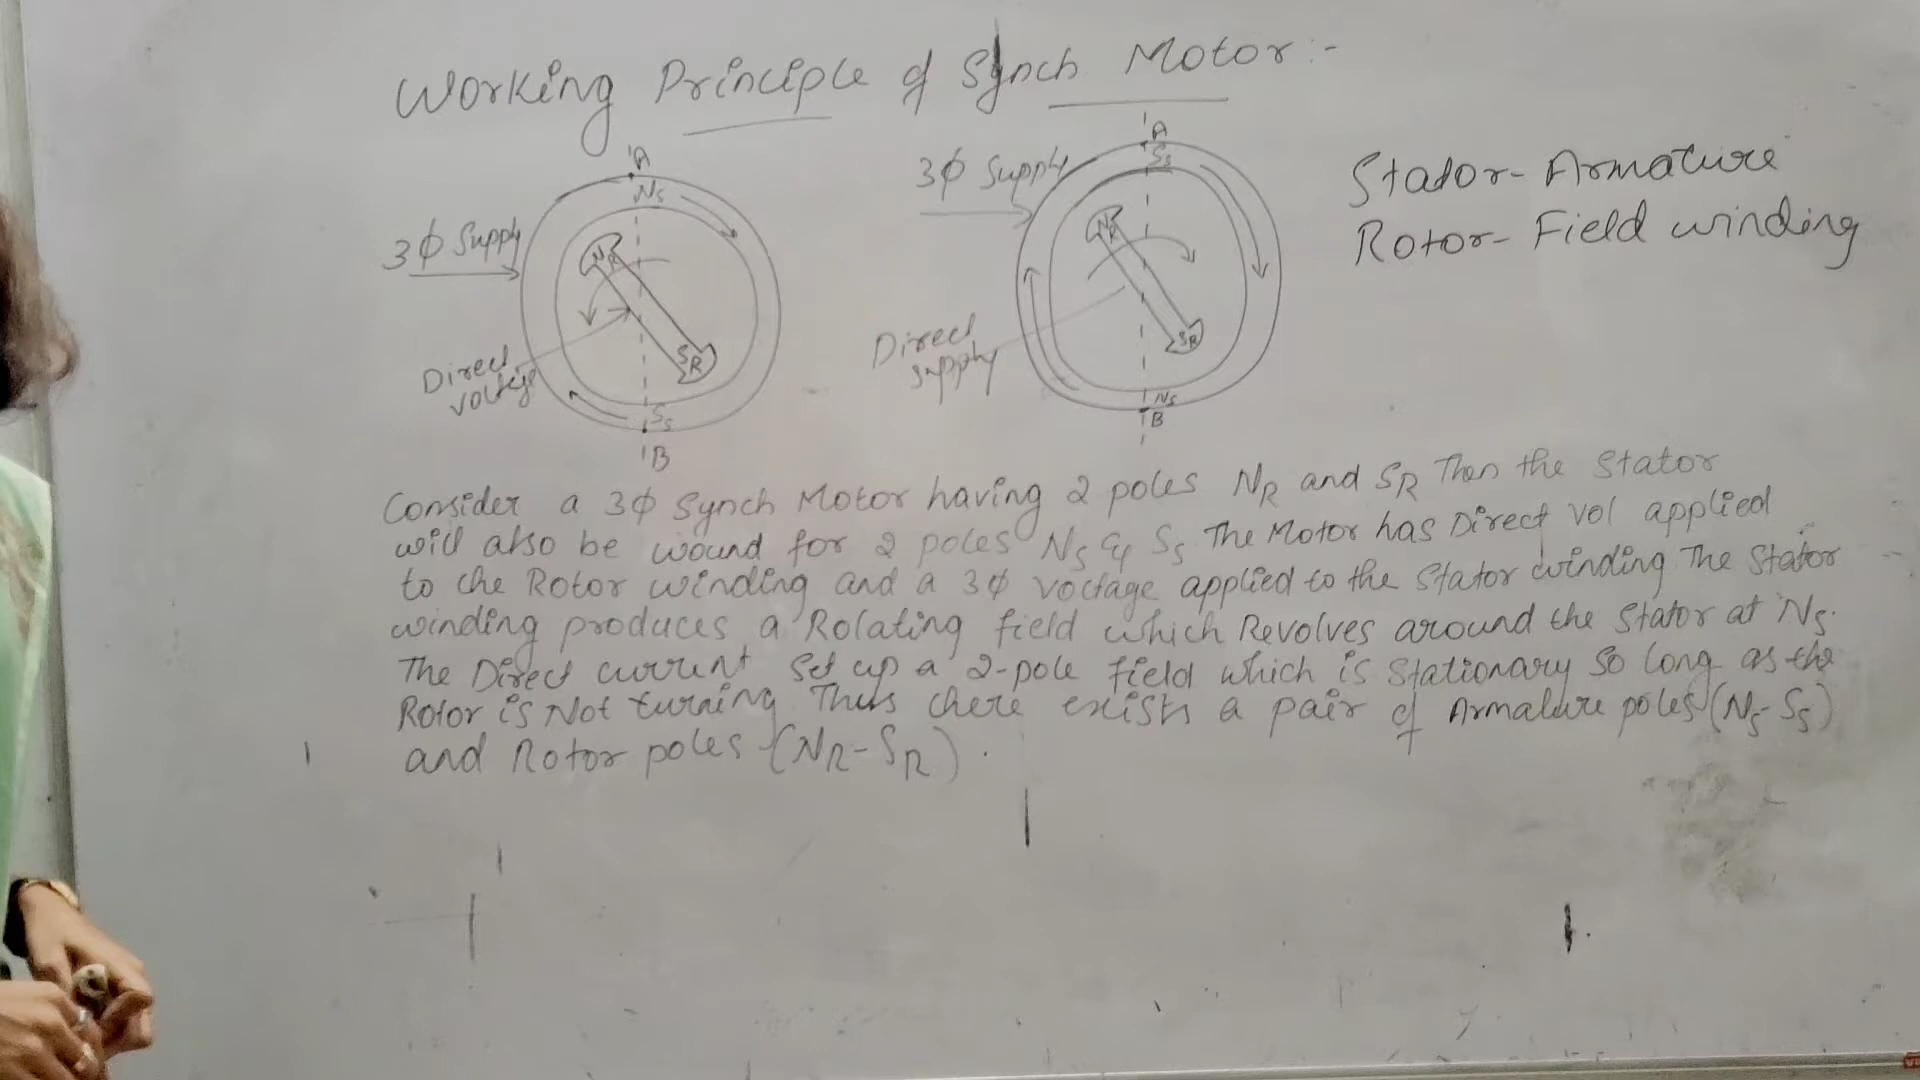 Working Principle of Synch Motor:-
'A
Ns
3ϕ Supply
NR
SR
Direct voltage
Ss
'B
'A
Ss
3ϕ Supply
NR
SR
Direct supply
Ns
B
Stator- Armature
Rotor- Field winding
Consider a 3ϕ Synch Motor having 2 poles NR and SR Then the Stator
will also be wound for 2 poles Ns & Ss The Motor has Direct vol applied
to the Rotor winding and a 3ϕ voltage applied to the Stator winding The Stator
winding produces a Rotating field which Revolves around the Stator at Ns.
The Direct current Set up a 2-pole field which is Stationary So long as the
Rotor is Not turning Thus there exists a pair of Armature poles (Ns-Ss)
and Rotor poles (NR-SR).